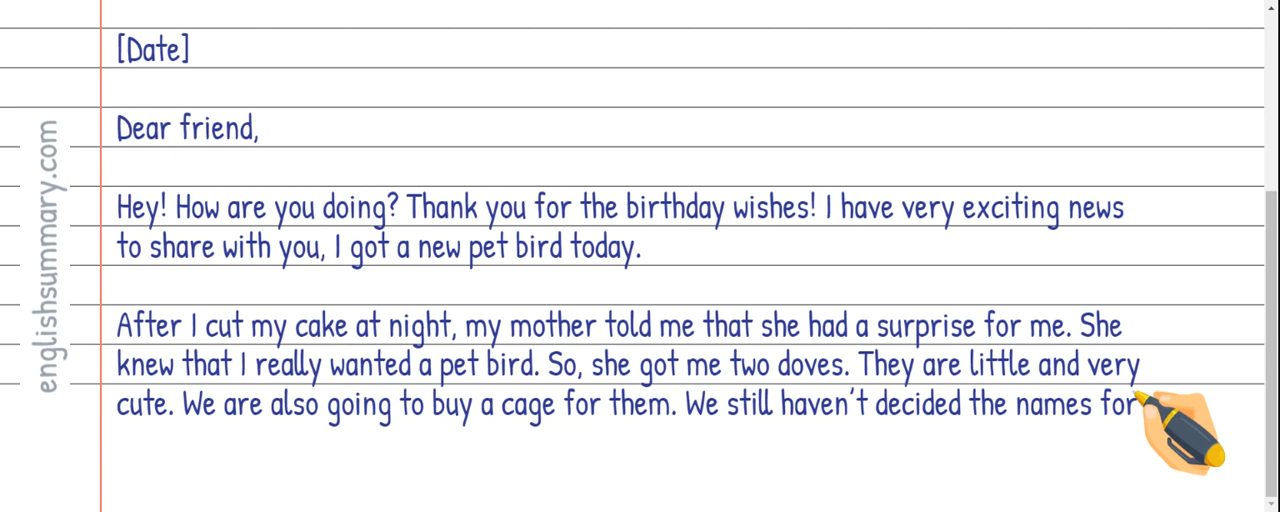 [Date]
Dear friend,
Hey! How are you doing? Thank you for the birthday wishes! I have very exciting news
to share with you, I got a new pet bird today.
After I cut my cake at night, my mother told me that she had a surprise for me. She
knew that I really wanted a pet bird. So, she got me two doves. They are little and very
cute. We are also going to buy a cage for them. We still haven't decided the names for
englishsummary.com